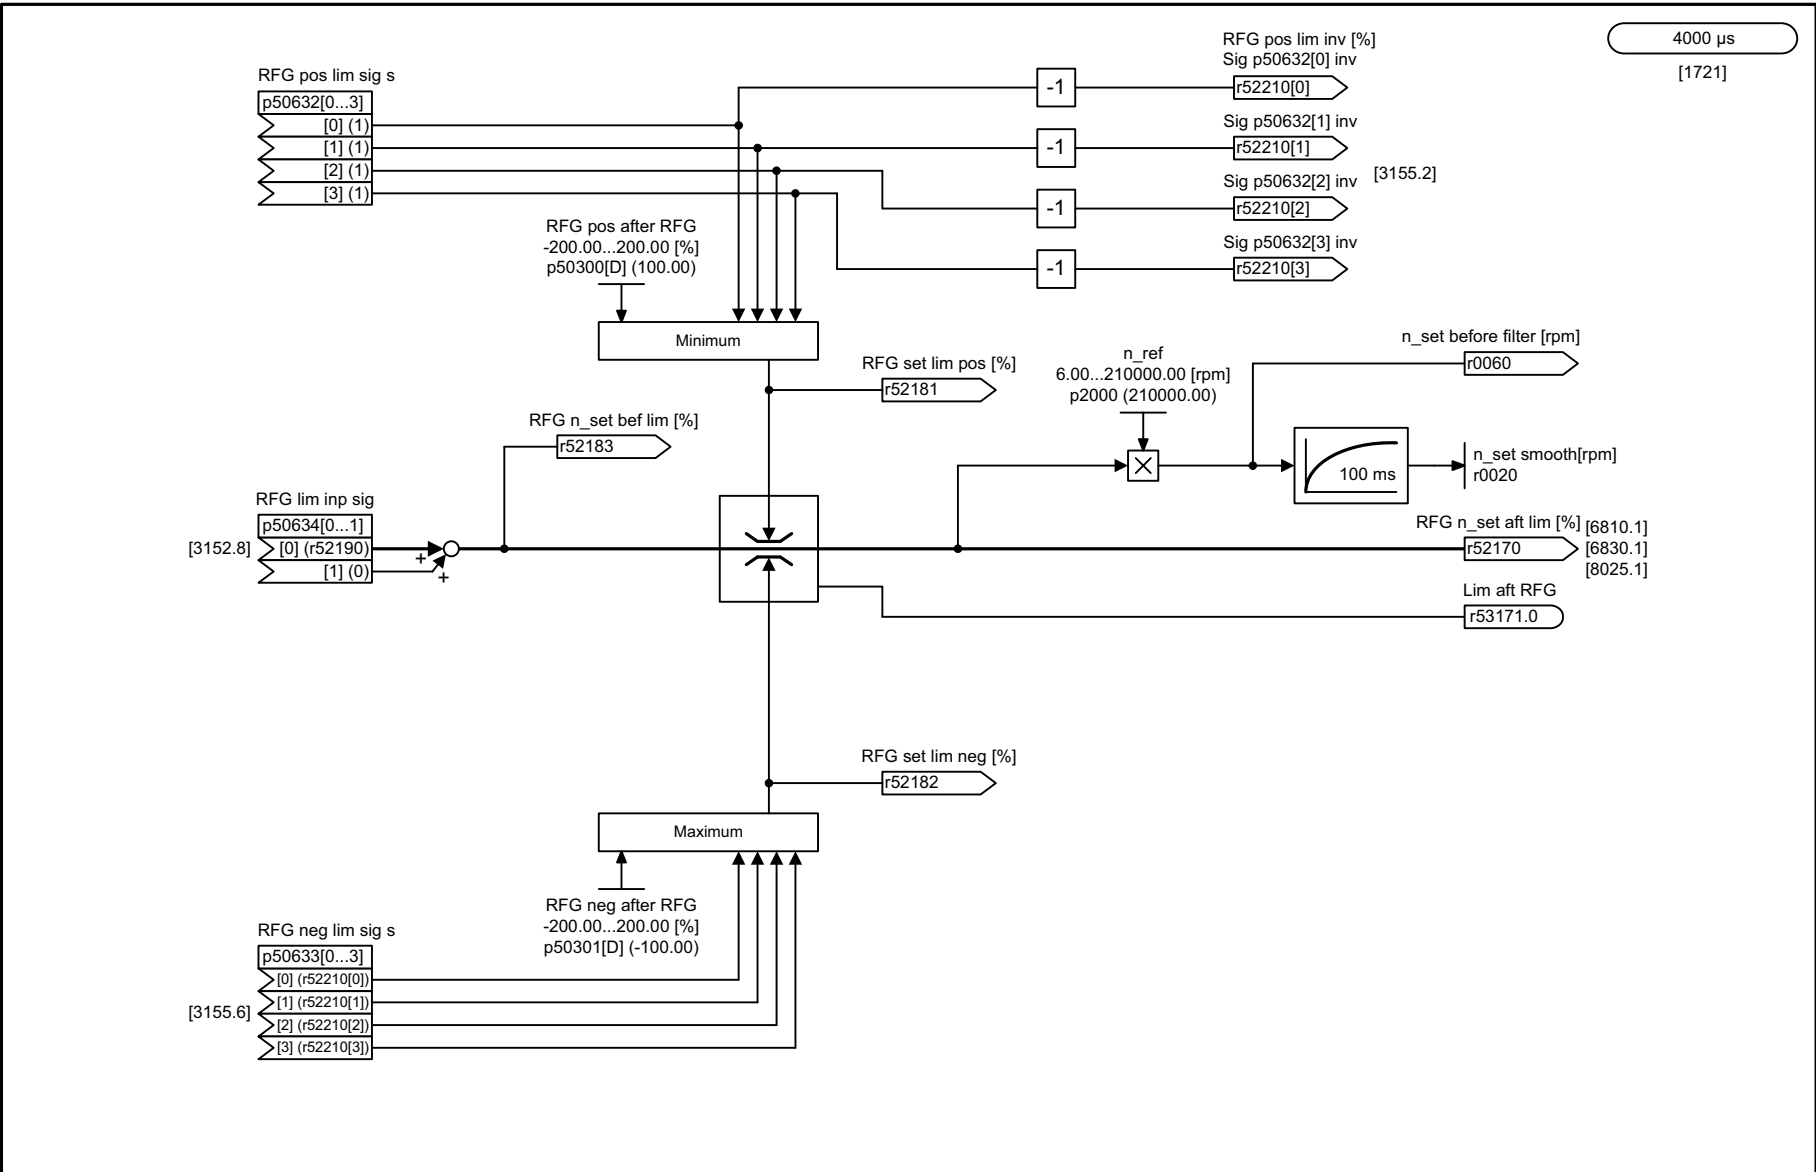 4000 µs
[1721]
RFG pos lim sig s
p50632[0...3]
[0] (1)
[1] (1)
[2] (1)
[3] (1)
-1
-1
-1
-1
RFG pos lim inv [%]
Sig p50632[0] inv
r52210[0]
Sig p50632[1] inv
r52210[1]
[3155.2]
Sig p50632[2] inv
r52210[2]
Sig p50632[3] inv
r52210[3]
RFG pos after RFG
-200.00...200.00 [%]
p50300[D] (100.00)
Minimum
RFG set lim pos [%]
r52181
n_ref
6.00...210000.00 [rpm]
p2000 (210000.00)
n_set before filter [rpm]
r0060
100 ms
n_set smooth[rpm]
r0020
RFG n_set bef lim [%]
r52183
RFG lim inp sig
p50634[0...1]
[3152.8]
[0] (r52190)
[1] (0)
+
+
RFG n_set aft lim [%]
r52170
[6810.1]
[6830.1]
[8025.1]
Lim aft RFG
r53171.0
RFG set lim neg [%]
r52182
Maximum
RFG neg after RFG
-200.00...200.00 [%]
p50301[D] (-100.00)
RFG neg lim sig s
p50633[0...3]
[3155.6]
[0] (r52210[0])
[1] (r52210[1])
[2] (r52210[2])
[3] (r52210[3])